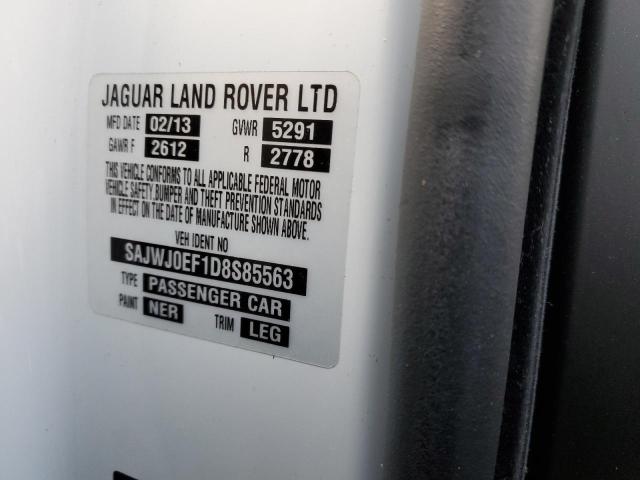 JAGUAR LAND ROVER LTD
MFD DATE 02/13 GVWR 5291
GAWR F 2612 R 2778
THIS VEHICLE CONFORMS TO ALL APPLICABLE FEDERAL MOTOR
VEHICLE SAFETY BUMPER AND THEFT PREVENTION STANDARDS
IN EFFECT ON THE DATE OF MANUFACTURE SHOWN ABOVE.
VEH IDENT NO
SAJWJ0EF1D8S85563
TYPE PASSENGER CAR
PAINT NER TRIM LEG